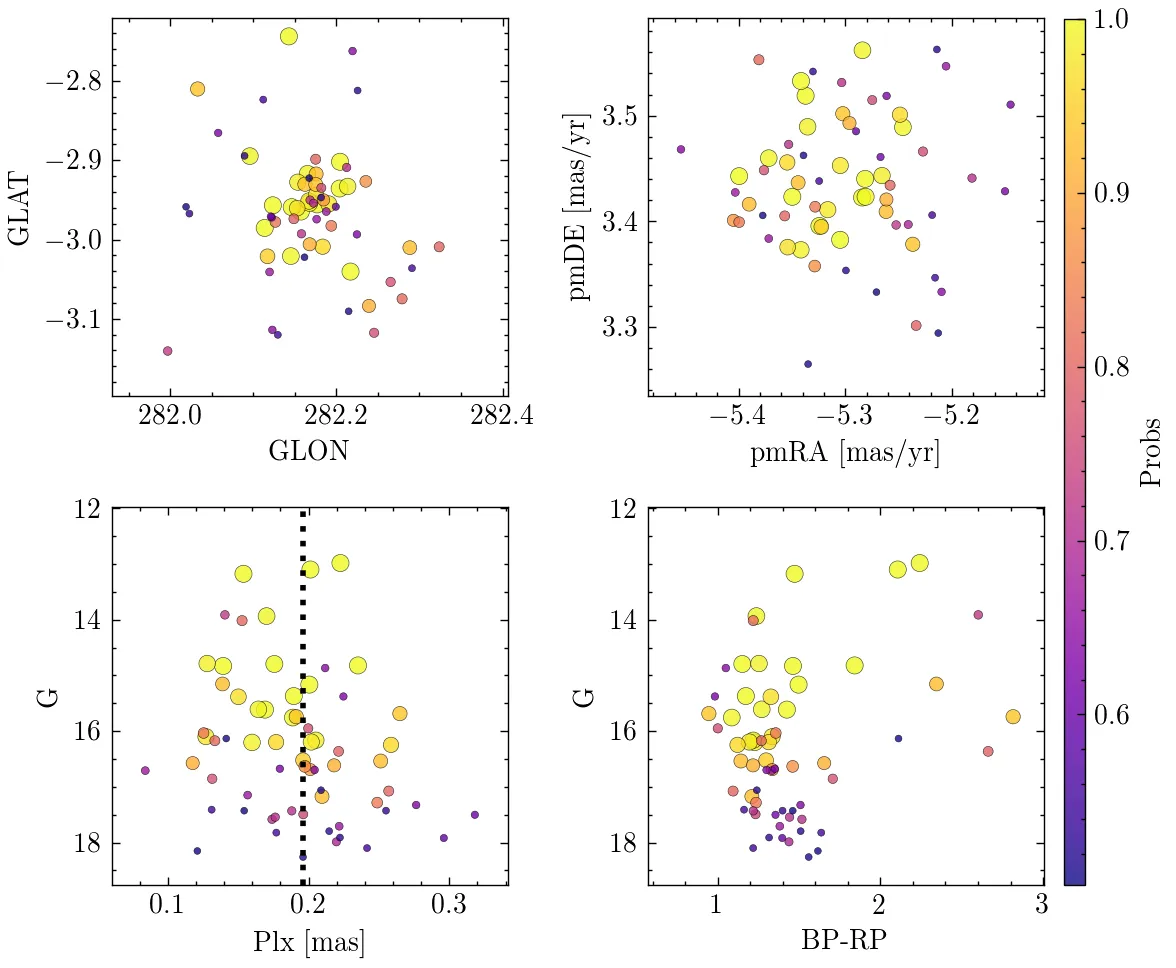 −2.8
−2.9
−3.0
−3.1
GLAT
282.0 282.2 282.4
GLON
3.5
3.4
3.3
pmDE [mas/yr]
−5.4 −5.3 −5.2
pmRA [mas/yr]
12
14
16
18
G
0.1 0.2 0.3
Plx [mas]
12
14
16
18
G
1 2 3
BP-RP
1.0
0.9
0.8
0.7
0.6
Probs